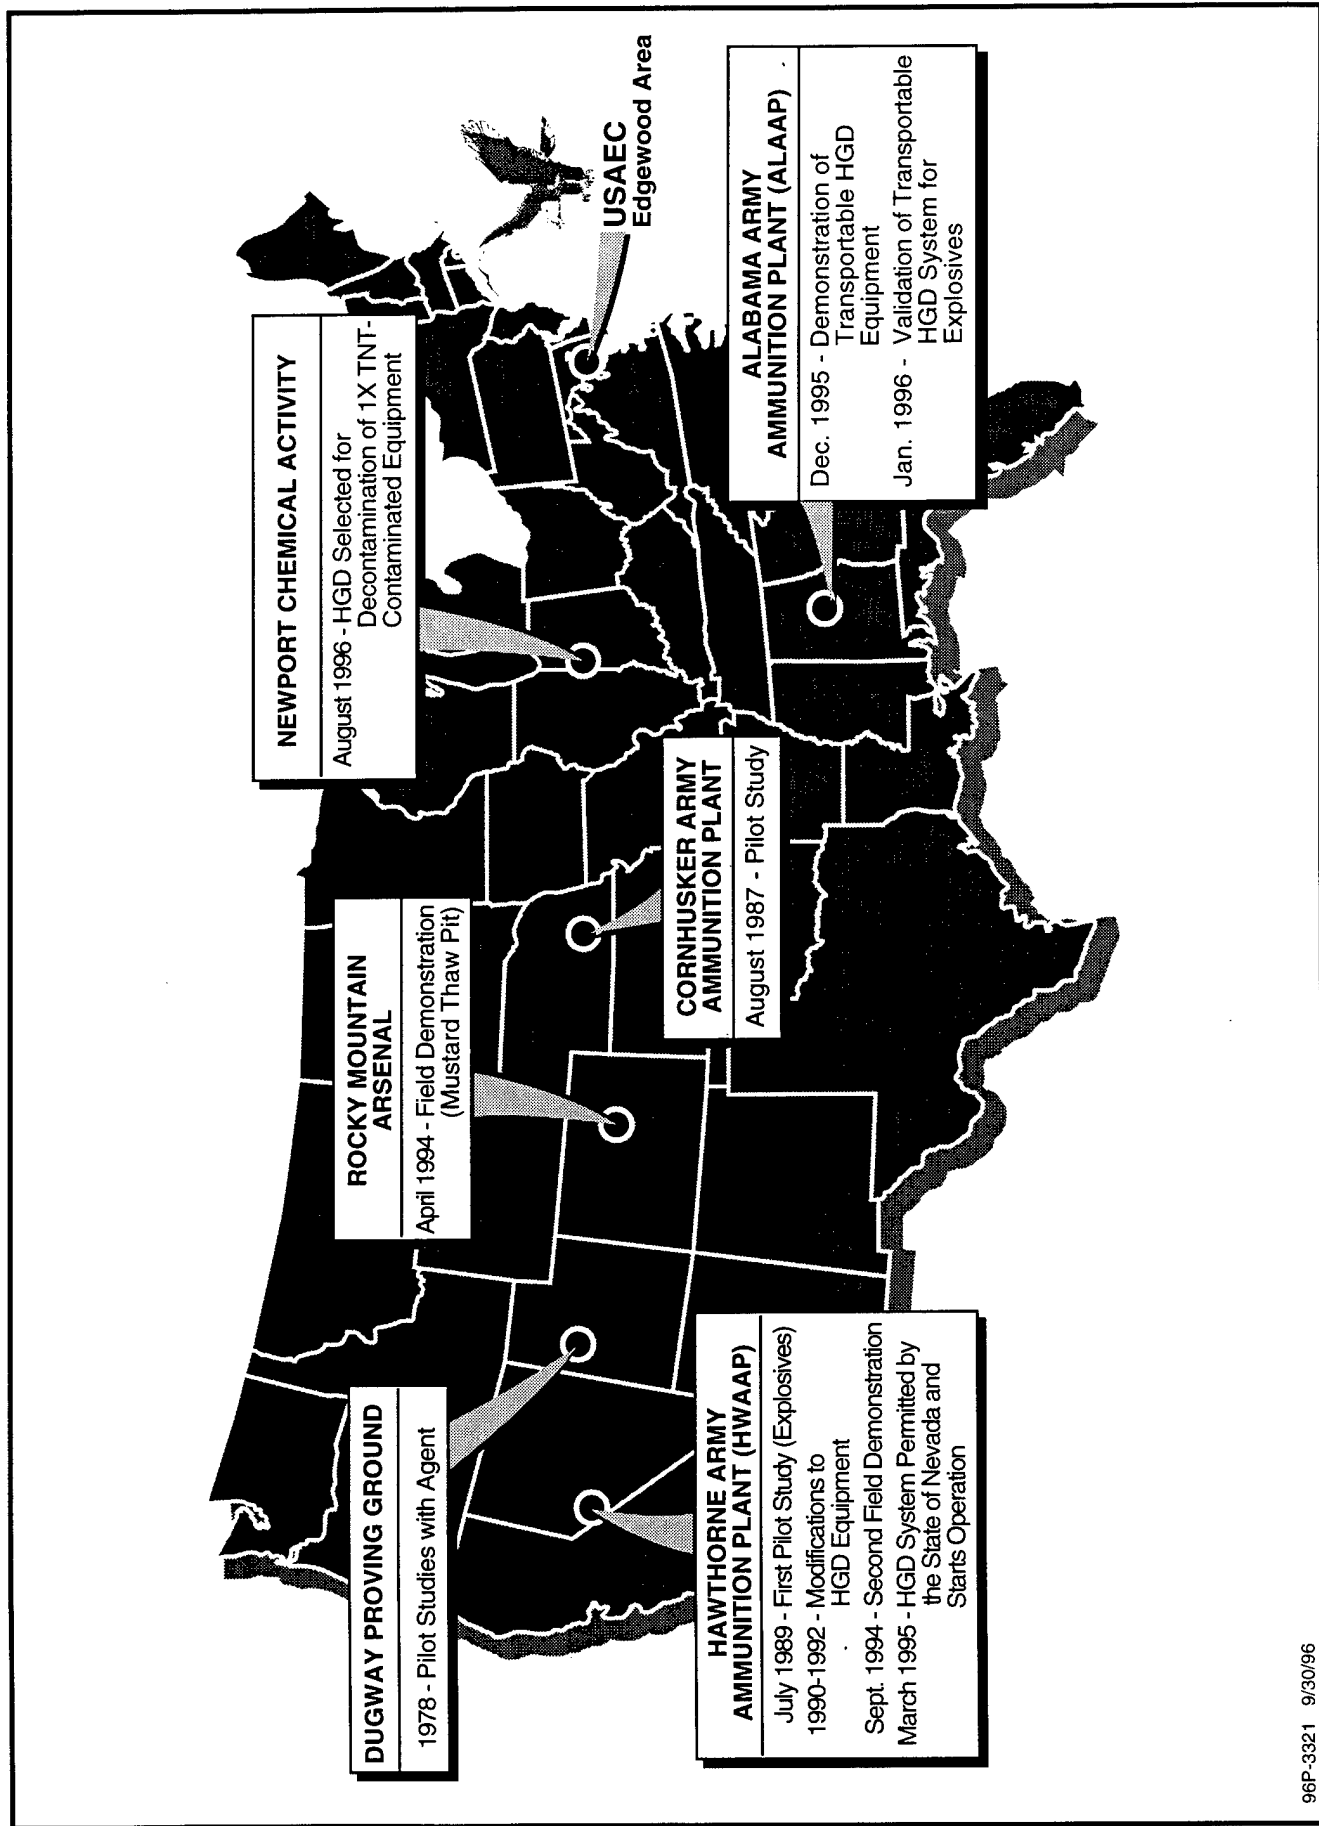 DUGWAY PROVING GROUND
1978 - Pilot Studies with Agent
ROCKY MOUNTAIN
ARSENAL
April 1994 - Field Demonstration
(Mustard Thaw Pit)
NEWPORT CHEMICAL ACTIVITY
August 1996 - HGD Selected for
Decontamination of 1X TNT-
Contaminated Equipment
USAEC
Edgewood Area
HAWTHORNE ARMY
AMMUNITION PLANT (HWAAP)
July 1989 - First Pilot Study (Explosives)
1990-1992 - Modifications to
HGD Equipment
Sept. 1994 - Second Field Demonstration
March 1995 - HGD System Permitted by
the State of Nevada and
Starts Operation
CORNHUSKER ARMY
AMMUNITION PLANT
August 1987 - Pilot Study
ALABAMA ARMY
AMMUNITION PLANT (ALAAP)
Dec. 1995 - Demonstration of
Transportable HGD
Equipment
Jan. 1996 - Validation of Transportable
HGD System for
Explosives
96P-3321 9/30/96